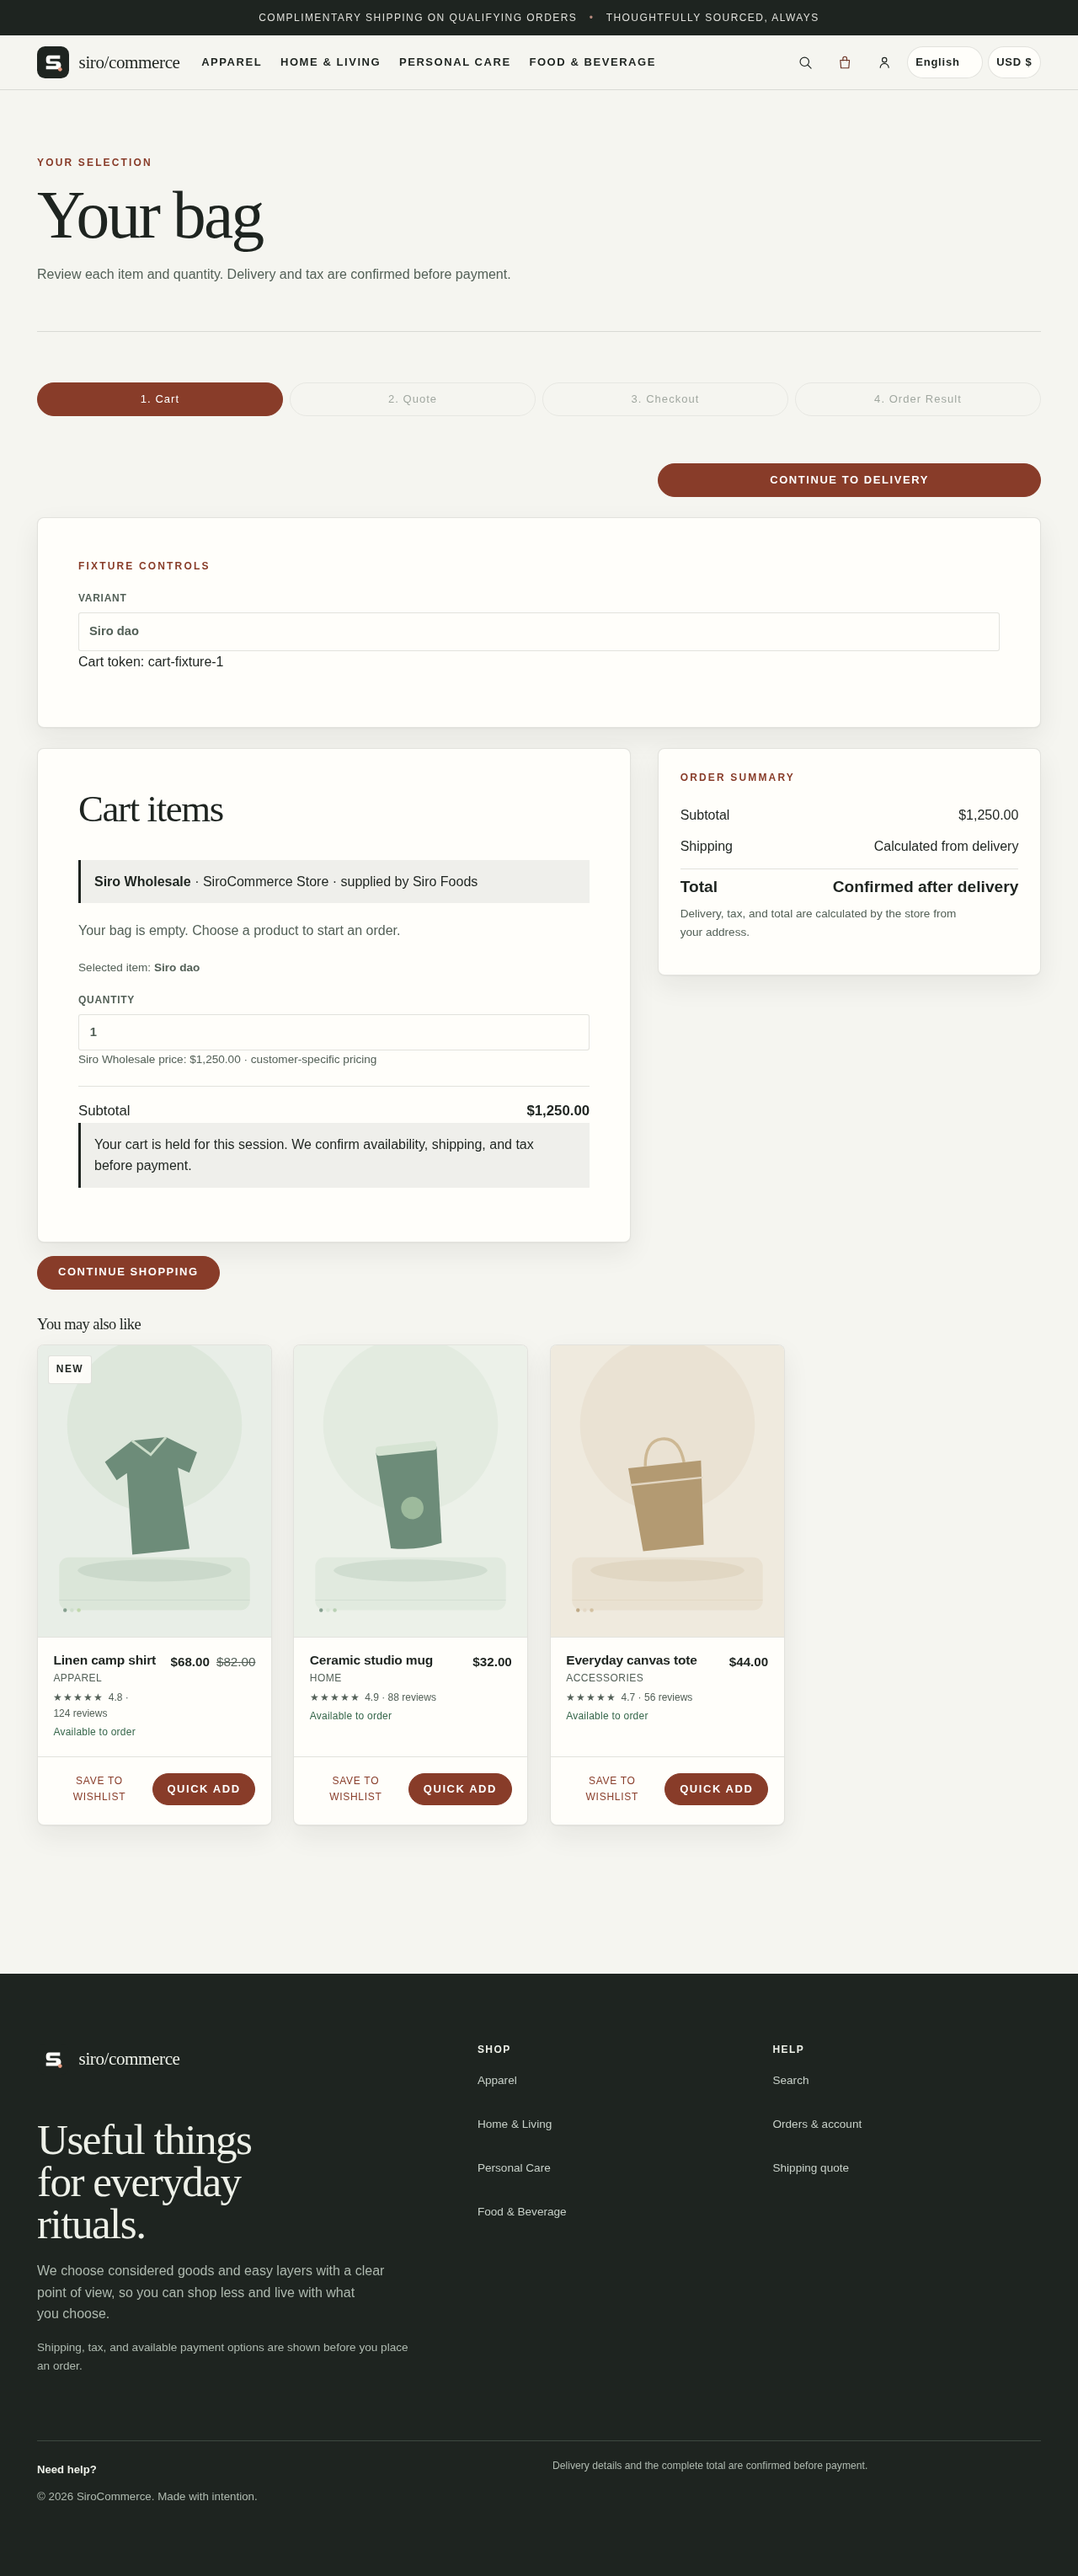 COMPLIMENTARY SHIPPING ON QUALIFYING ORDERS • THOUGHTFULLY SOURCED, ALWAYS
siro/commerce APPAREL HOME & LIVING PERSONAL CARE FOOD & BEVERAGE English USD $
YOUR SELECTION
Your bag
Review each item and quantity. Delivery and tax are confirmed before payment.
1. Cart
2. Quote
3. Checkout
4. Order Result
CONTINUE TO DELIVERY
FIXTURE CONTROLS
VARIANT
Siro dao
Cart token: cart-fixture-1
Cart items
Siro Wholesale · SiroCommerce Store · supplied by Siro Foods
Your bag is empty. Choose a product to start an order.
Selected item: Siro dao
QUANTITY
1
Siro Wholesale price: $1,250.00 · customer-specific pricing
Subtotal $1,250.00
Your cart is held for this session. We confirm availability, shipping, and tax
before payment.
ORDER SUMMARY
Subtotal $1,250.00
Shipping Calculated from delivery
Total Confirmed after delivery
Delivery, tax, and total are calculated by the store from
your address.
CONTINUE SHOPPING
You may also like
NEW
Linen camp shirt $68.00 $82.00
APPAREL
★★★★★ 4.8 ·
124 reviews
Available to order
SAVE TO
WISHLIST
QUICK ADD
Ceramic studio mug $32.00
HOME
★★★★★ 4.9 · 88 reviews
Available to order
SAVE TO
WISHLIST
QUICK ADD
Everyday canvas tote $44.00
ACCESSORIES
★★★★★ 4.7 · 56 reviews
Available to order
SAVE TO
WISHLIST
QUICK ADD
siro/commerce
Useful things
for everyday
rituals.
We choose considered goods and easy layers with a clear
point of view, so you can shop less and live with what
you choose.
Shipping, tax, and available payment options are shown before you place
an order.
SHOP
Apparel
Home & Living
Personal Care
Food & Beverage
HELP
Search
Orders & account
Shipping quote
Need help?
© 2026 SiroCommerce. Made with intention.
Delivery details and the complete total are confirmed before payment.